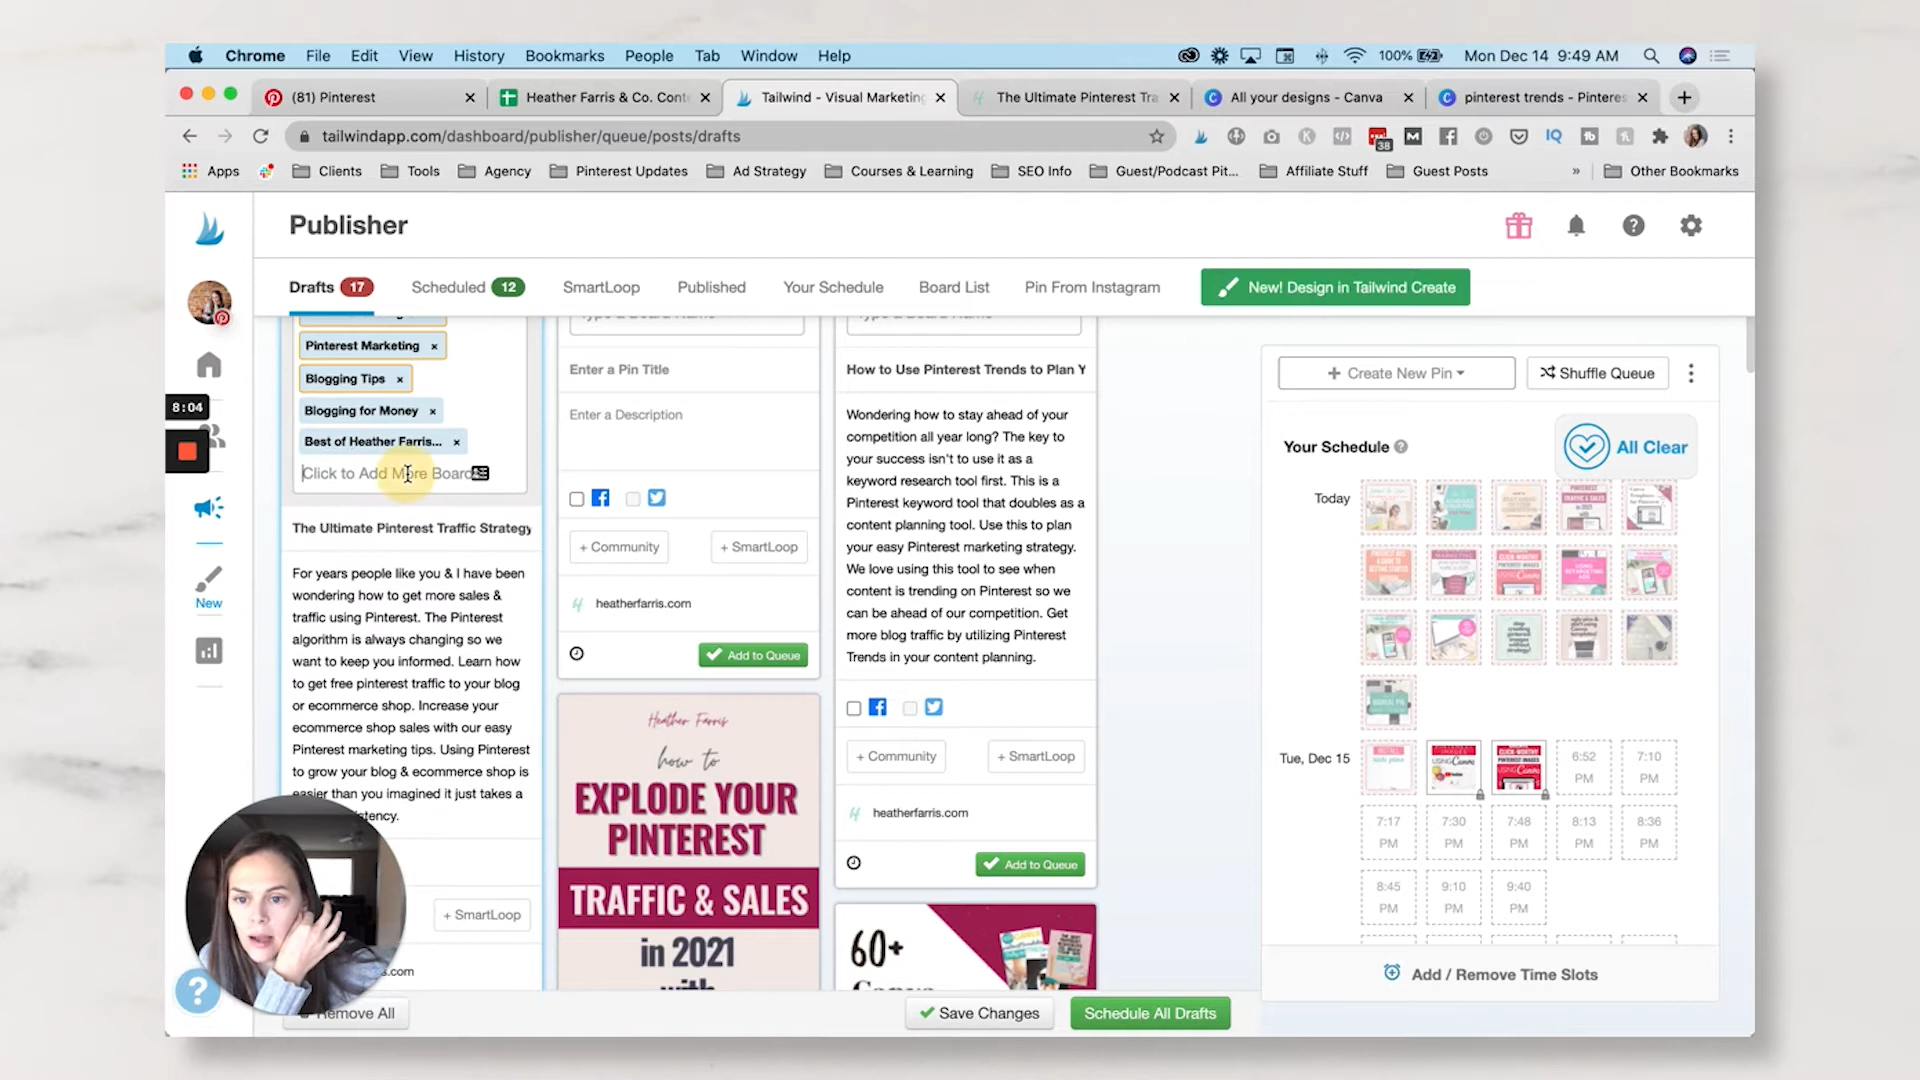 Chrome File Edit View History Bookmarks People Tab Window Help
100% Mon Dec 14 9:49 AM
(81) Pinterest
Heather Farris & Co. Cont
Tailwind - Visual Marketing
The Ultimate Pinterest Tra
All your designs - Canva
pinterest trends - Pinteres
tailwindapp.com/dashboard/publisher/queue/posts/drafts
38
Apps Clients Tools Agency Pinterest Updates Ad Strategy Courses & Learning SEO Info Guest/Podcast Pit... Affiliate Stuff Guest Posts » Other Bookmarks
Publisher
Drafts 17 Scheduled 12 SmartLoop Published Your Schedule Board List Pin From Instagram New! Design in Tailwind Create
8:04
New
Pinterest Marketing ×
Blogging Tips ×
Blogging for Money ×
Best of Heather Farris... ×
Click to Add More Board
The Ultimate Pinterest Traffic Strategy
For years people like you & I have been
wondering how to get more sales &
traffic using Pinterest. The Pinterest
algorithm is always changing so we
want to keep you informed. Learn how
to get free pinterest traffic to your blog
or ecommerce shop. Increase your
ecommerce shop sales with our easy
Pinterest marketing tips. Using Pinterest
to grow your blog & ecommerce shop is
easier than you imagined it just takes a
+ SmartLoop
s.com
Remove All
Enter a Pin Title
Enter a Description
+ Community + SmartLoop
heatherfarris.com
Add to Queue
Heather Farris
how to
EXPLODE YOUR
PINTEREST
TRAFFIC & SALES
in 2021
with
How to Use Pinterest Trends to Plan Y
Wondering how to stay ahead of your
competition all year long? The key to
your success isn't to use it as a
keyword research tool first. This is a
Pinterest keyword tool that doubles as a
content planning tool. Use this to plan
your easy Pinterest marketing strategy.
We love using this tool to see when
content is trending on Pinterest so we
can be ahead of our competition. Get
more blog traffic by utilizing Pinterest
Trends in your content planning.
+ Community + SmartLoop
heatherfarris.com
Add to Queue
60+
Canva
Save Changes
Schedule All Drafts
+ Create New Pin
Shuffle Queue
Your Schedule
All Clear
Today
Tue, Dec 15
6:52 PM
7:10 PM
7:17 PM
7:30 PM
7:48 PM
8:13 PM
8:36 PM
8:45 PM
9:10 PM
9:40 PM
Add / Remove Time Slots